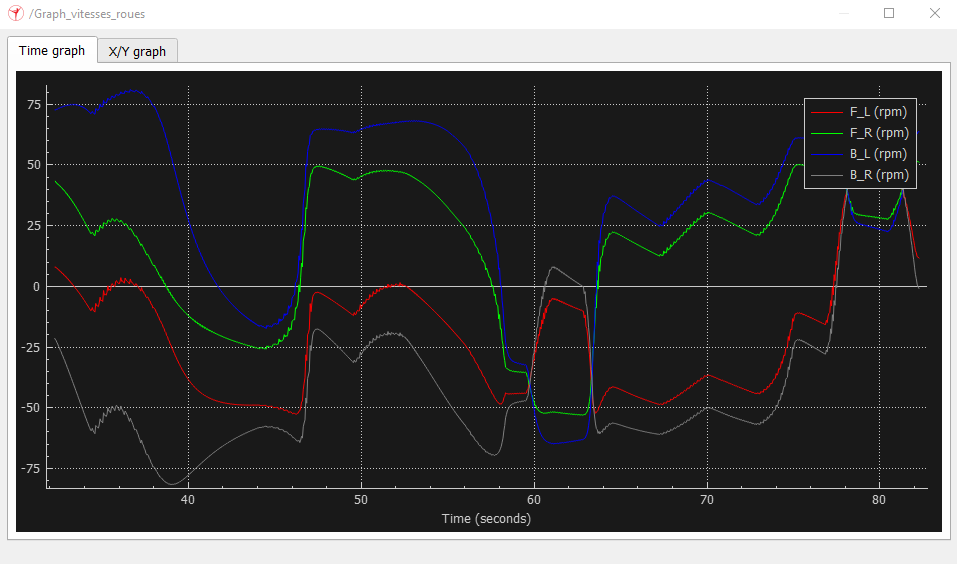 /Graph_vitesses_roues
Time graph
X/Y graph
75
50
25
0
-25
-50
-75
F_L (rpm)
F_R (rpm)
B_L (rpm)
B_R (rpm)
40
50
60
70
80
Time (seconds)